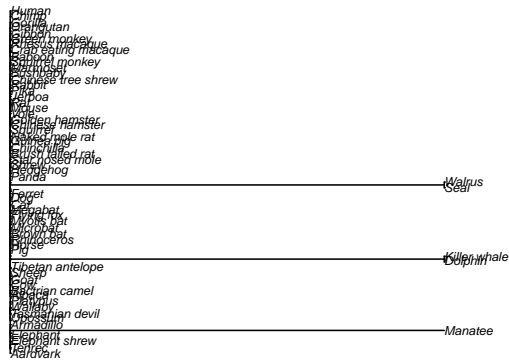 Human
Chimp
Gorilla
Orangutan
Gibbon
Green monkey
Rhesus macaque
Crab eating macaque
Baboon
Squirrel monkey
Marmoset
Bushbaby
Chinese tree shrew
Rabbit
Pika
Jerboa
Rat
Mouse
Vole
Golden hamster
Chinese hamster
Squirrel
Naked mole rat
Guinea pig
Chinchilla
Brush tailed rat
Star nosed mole
Shrew
Hedgehog
Panda
Walrus
Seal
Ferret
Dog
Cat
Megabat
Flying fox
Myotis bat
Microbat
Brown bat
Rhinoceros
Horse
Pig
Killer whale
Dolphin
Tibetan antelope
Sheep
Goat
Cow
Bactrian camel
Alpaca
Platypus
Wallaby
Tasmanian devil
Opossum
Armadillo
Manatee
Elephant
Elephant shrew
Tenrec
Aardvark